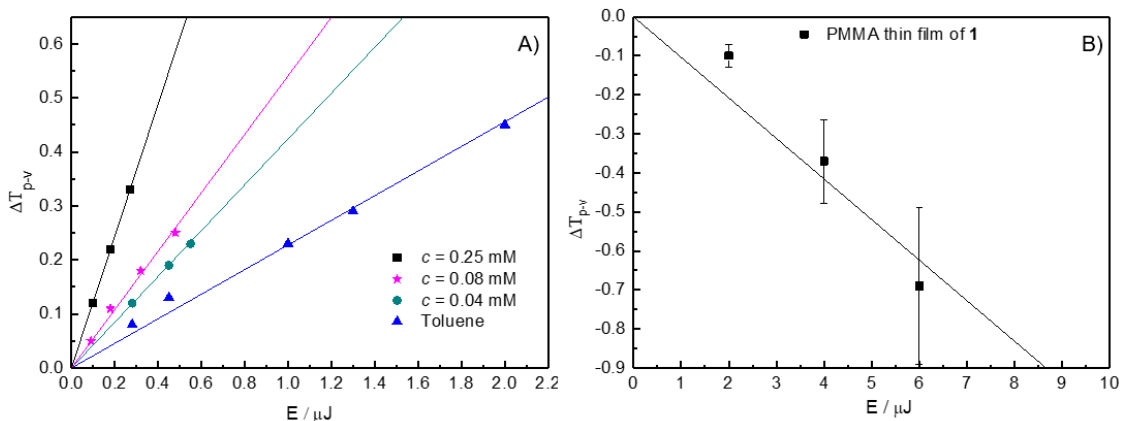 A)
0.6
0.5
0.4
0.3
0.2
0.1
0.0
ΔT_{p-v}
c = 0.25 mM
c = 0.08 mM
c = 0.04 mM
Toluene
0.0 0.2 0.4 0.6 0.8 1.0 1.2 1.4 1.6 1.8 2.0 2.2
E / μJ
PMMA thin film of 1
B)
0.0
-0.1
-0.2
-0.3
-0.4
-0.5
-0.6
-0.7
-0.8
-0.9
ΔT_{p-v}
0 1 2 3 4 5 6 7 8 9 10
E / μJ